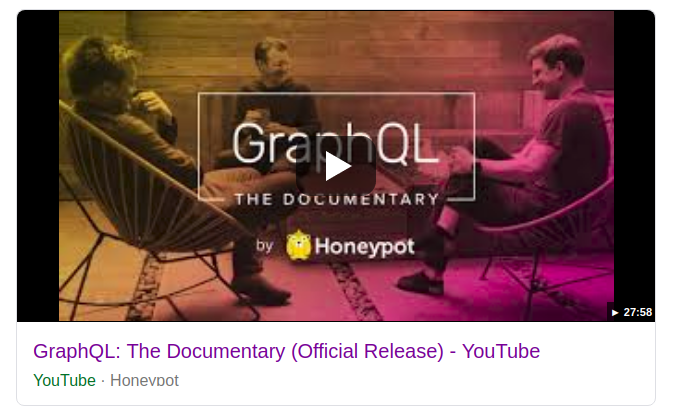 GraphQL
THE DOCUMENTARY
by Honeypot
27:58
GraphQL: The Documentary (Official Release) - YouTube
YouTube · Honeypot